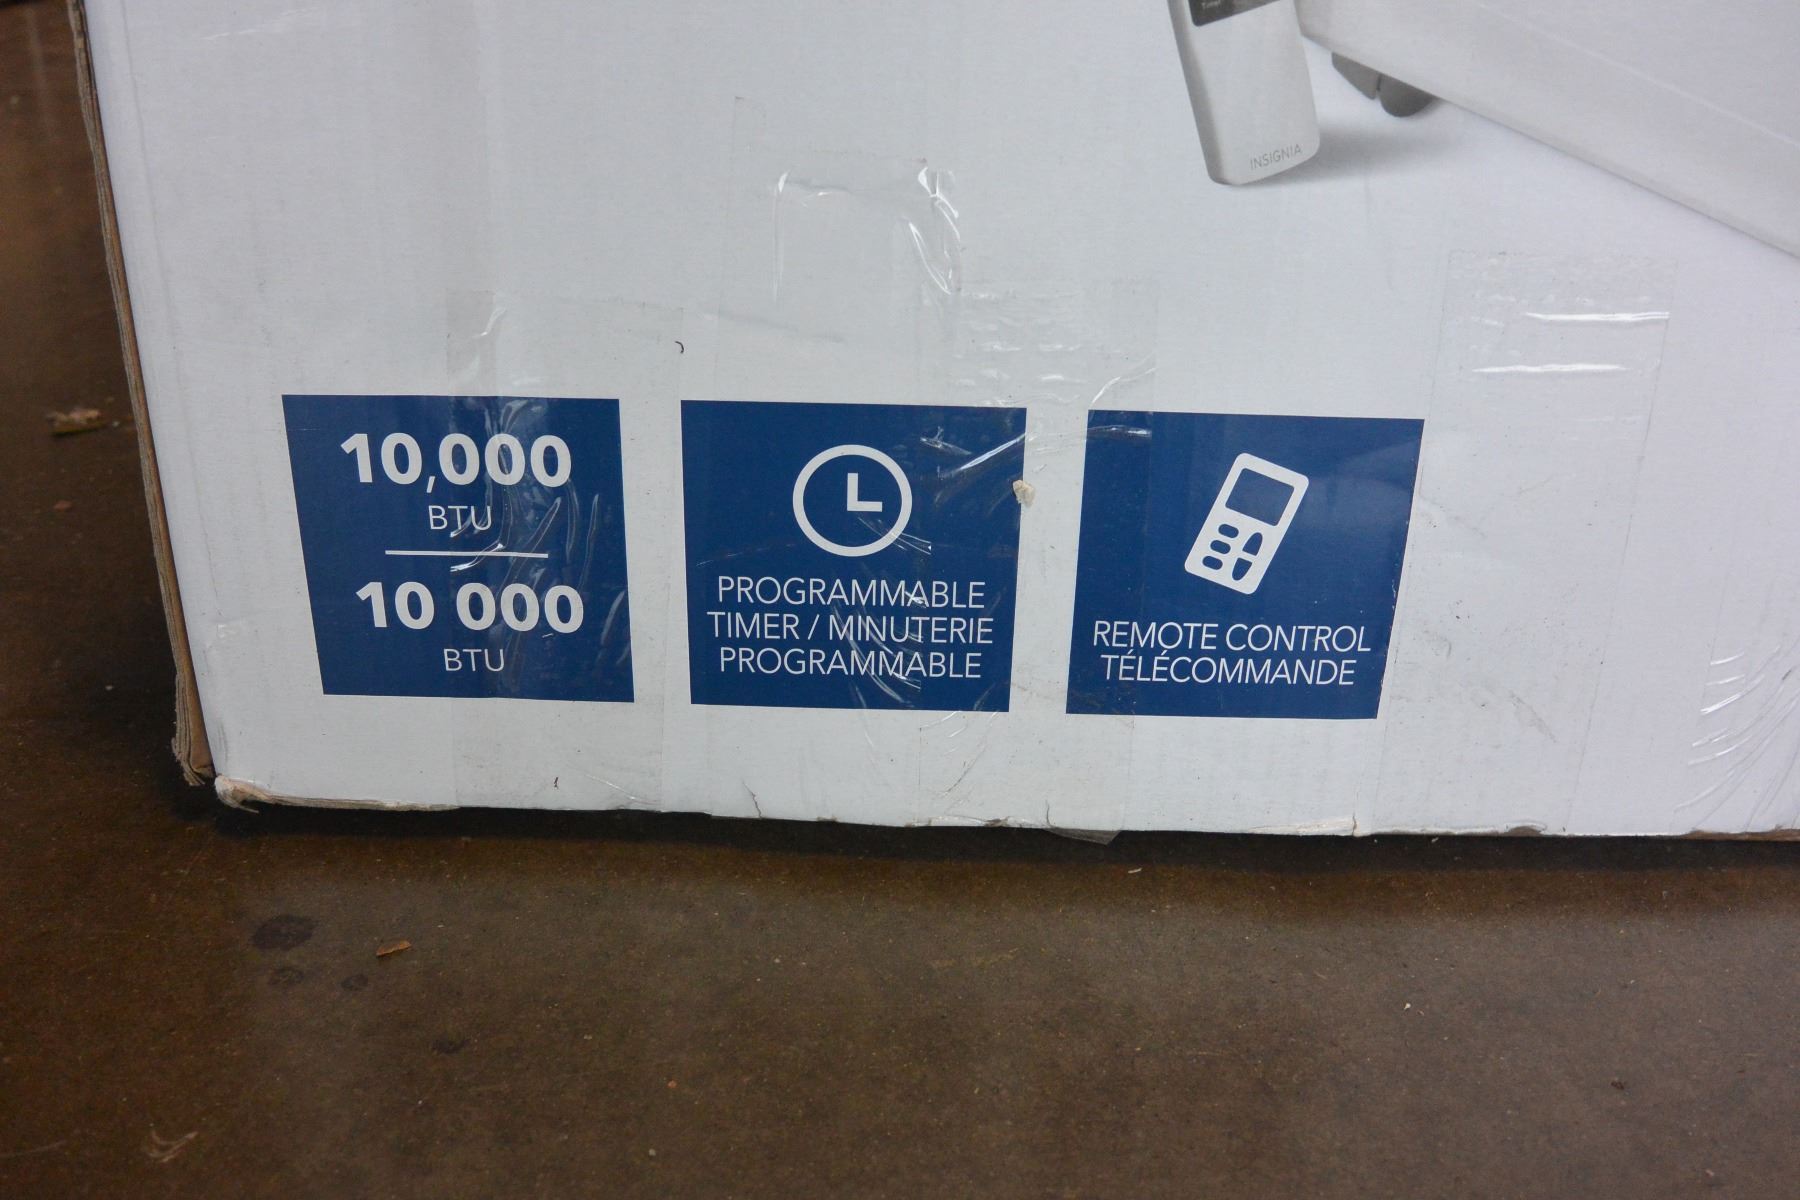 INSIGNIA
10,000
BTU
10 000
BTU
PROGRAMMABLE
TIMER / MINUTERIE
PROGRAMMABLE
REMOTE CONTROL
TÉLÉCOMMANDE